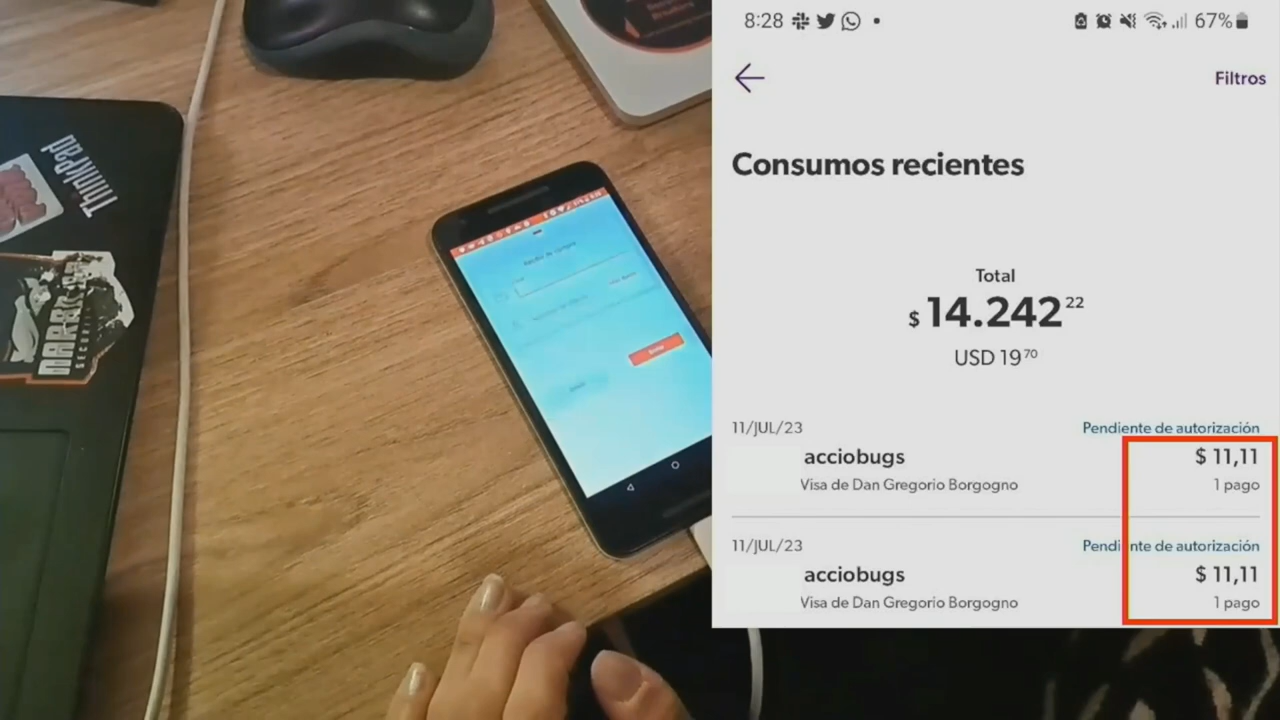 8:28
67%
Filtros
Consumos recientes
Total
$ 14.242 22
USD 19 70
11/JUL/23
Pendiente de autorización
acciobugs
$ 11,11
Visa de Dan Gregorio Borgogno
1 pago
11/JUL/23
Pendiente de autorización
acciobugs
$ 11,11
Visa de Dan Gregorio Borgogno
1 pago
ThinkPad
SECURITY